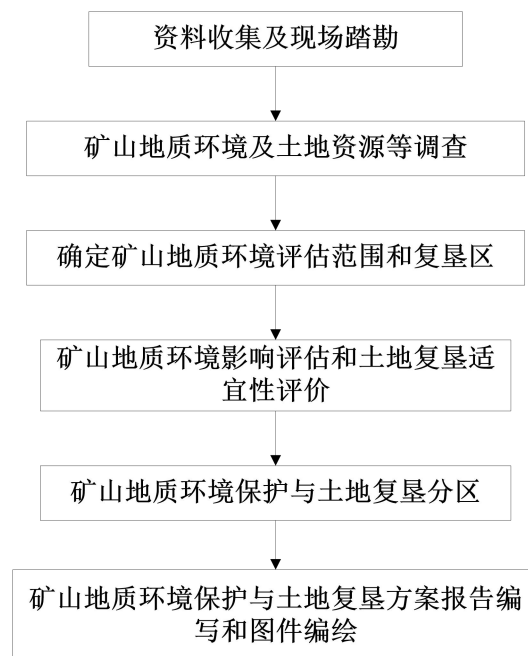 资料收集及现场踏勘
矿山地质环境及土地资源等调查
确定矿山地质环境评估范围和复垦区
矿山地质环境影响评估和土地复垦适
宜性评价
矿山地质环境保护与土地复垦分区
矿山地质环境保护与土地复垦方案报告编
写和图件编绘